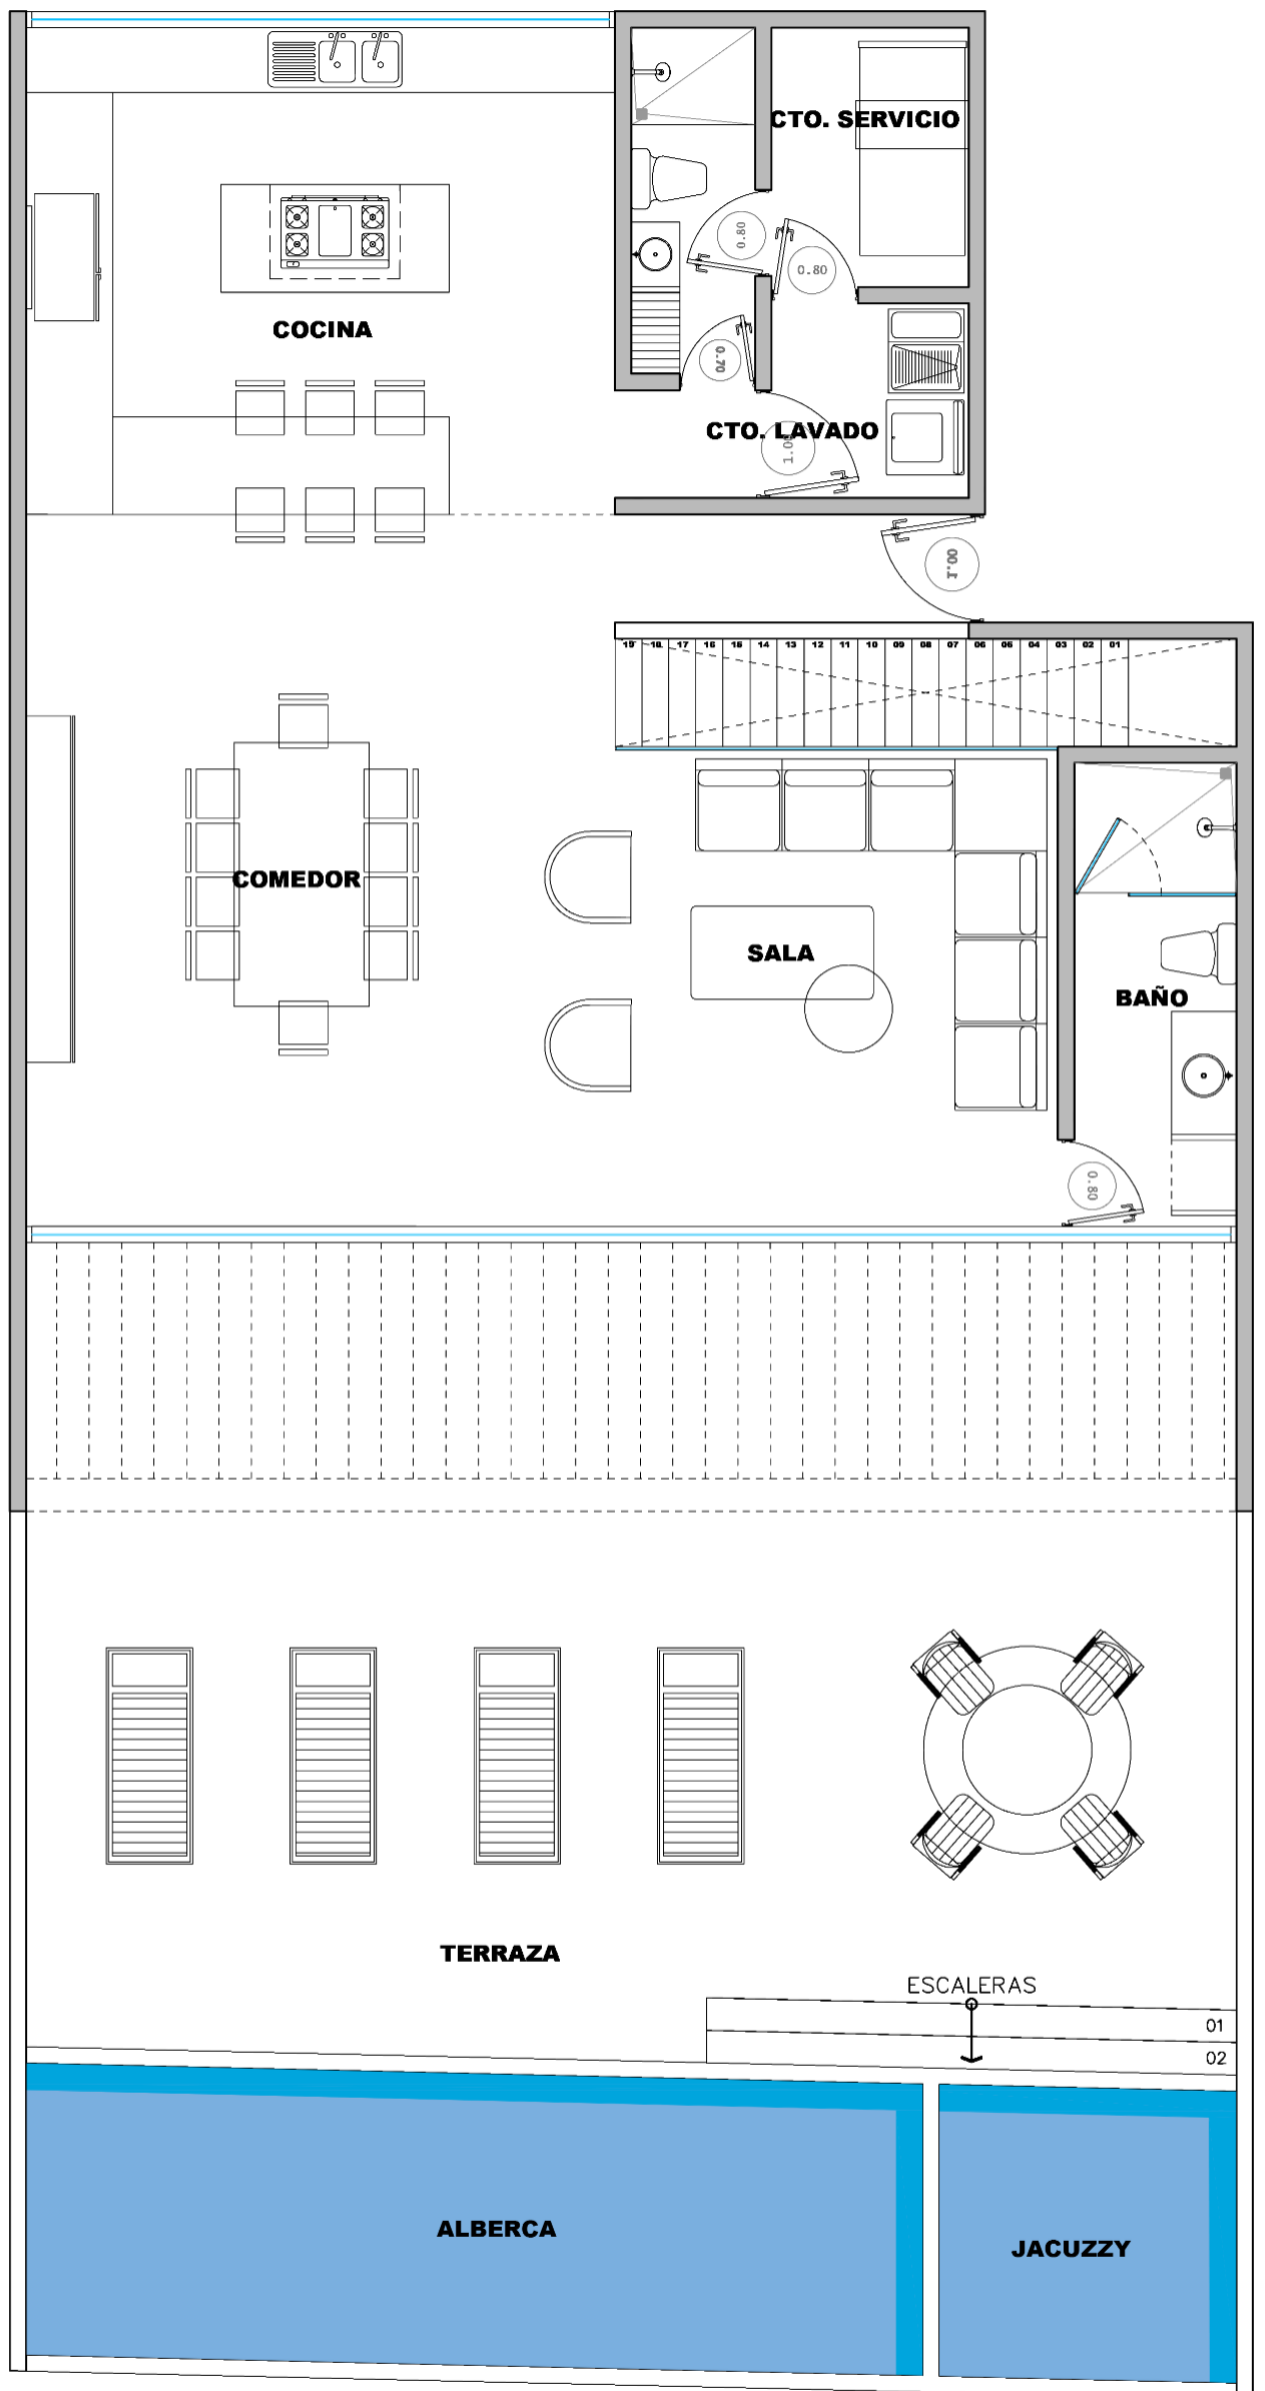 CTO. SERVICIO
0.80
0.80
COCINA
0.70
CTO. LAVADO
1.00
1.00
19 18 17 16 15 14 13 12 11 10 09 08 07 06 05 04 03 02 01
COMEDOR
SALA
BAÑO
0.80
TERRAZA
ESCALERAS
01
02
ALBERCA
JACUZZY